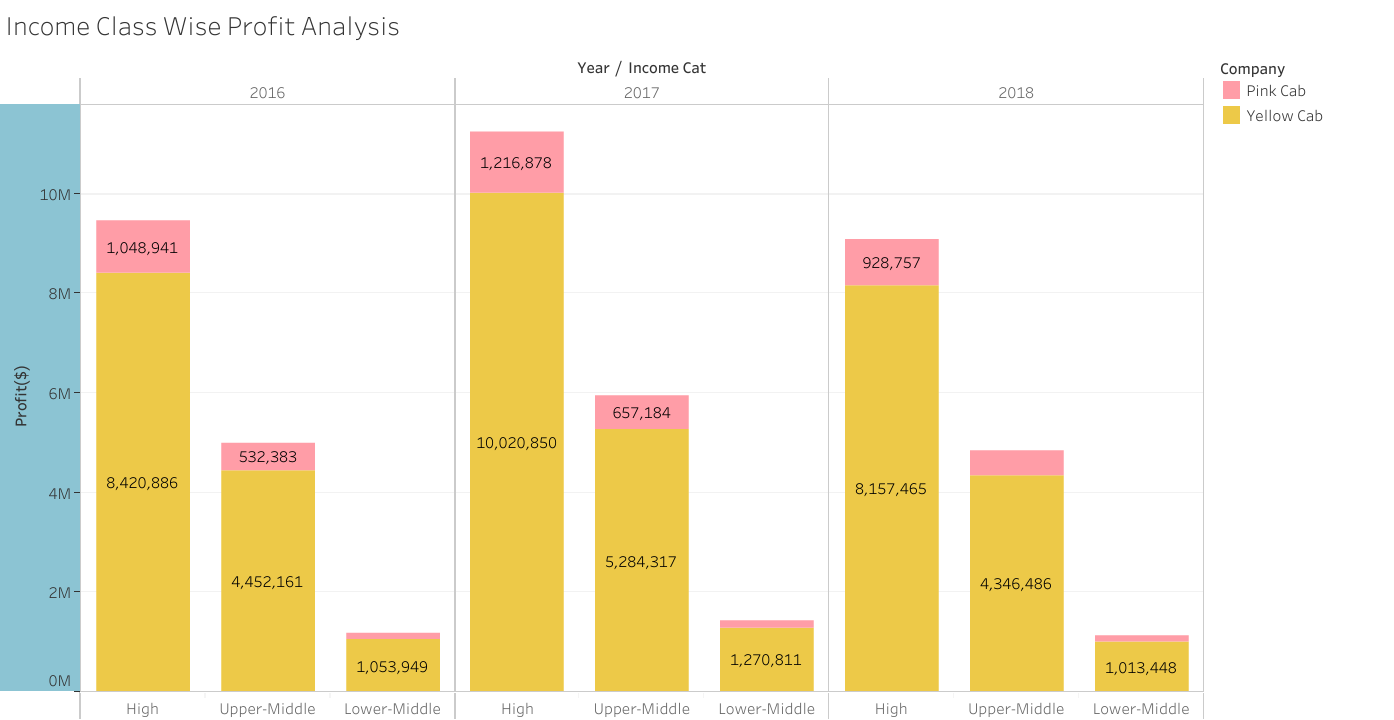 Income Class Wise Profit Analysis
Year / Income Cat
2016
2017
2018
Company
Pink Cab
Yellow Cab
Profit($)
10M
8M
6M
4M
2M
0M
1,048,941
8,420,886
532,383
4,452,161
1,053,949
1,216,878
10,020,850
657,184
5,284,317
1,270,811
928,757
8,157,465
4,346,486
1,013,448
High
Upper-Middle
Lower-Middle
High
Upper-Middle
Lower-Middle
High
Upper-Middle
Lower-Middle